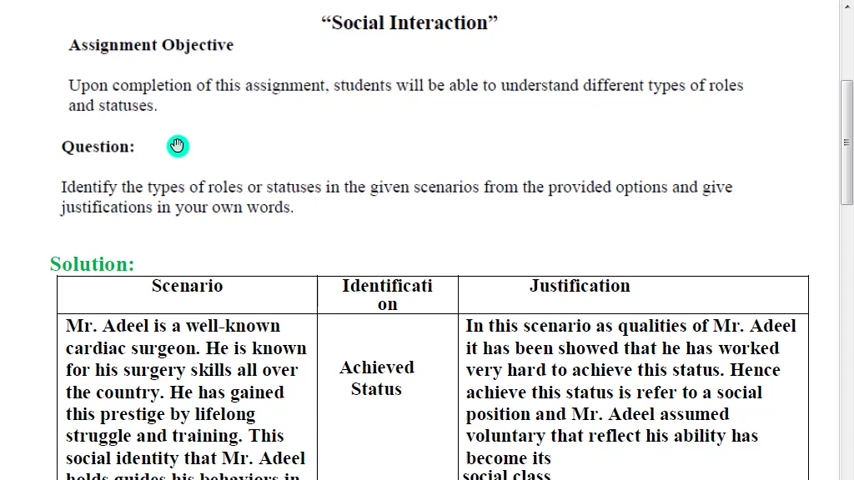 “Social Interaction”
Assignment Objective
Upon completion of this assignment, students will be able to understand different types of roles
and statuses.
Question:
Identify the types of roles or statuses in the given scenarios from the provided options and give
justifications in your own words.
Solution:
Scenario
Identificati
on
Justification
Mr. Adeel is a well-known
cardiac surgeon. He is known
for his surgery skills all over
the country. He has gained
this prestige by lifelong
struggle and training. This
social identity that Mr. Adeel
holds guides his behaviors in
Achieved
Status
In this scenario as qualities of Mr. Adeel
it has been showed that he has worked
very hard to achieve this status. Hence
achieve this status is refer to a social
position and Mr. Adeel assumed
voluntary that reflect his ability has
become its
social class